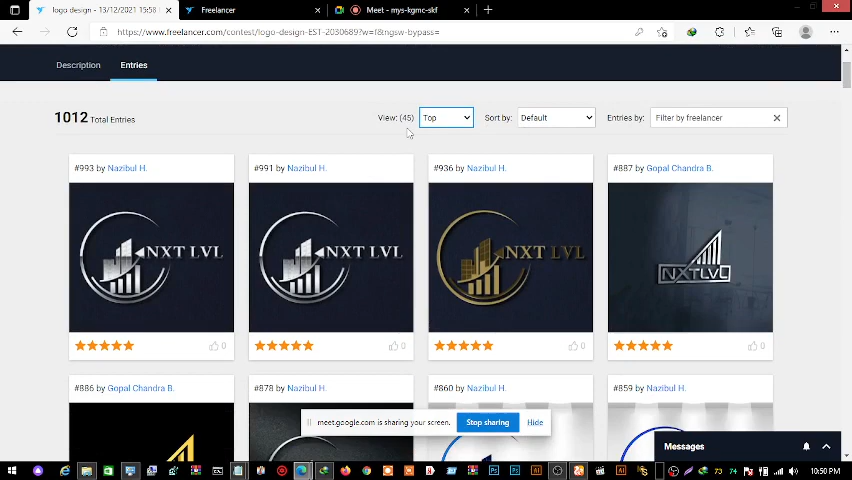 logo design - 13/12/2021 15:58
Freelancer
Meet - mys-kgmc-skf
https://www.freelancer.com/contest/logo-design-EST-2030689?w=f&ngsw-bypass=
Description
Entries
1012 Total Entries
View: (45)
Top
Sort by:
Default
Entries by:
Filter by freelancer
#993 by Nazibul H.
#991 by Nazibul H.
#936 by Nazibul H.
#887 by Gopal Chandra B.
NXT LVL
NXT LVL
NXT LVL
NXTLVL
0
0
0
0
#886 by Gopal Chandra B.
#878 by Nazibul H.
#860 by Nazibul H.
#859 by Nazibul H.
meet.google.com is sharing your screen.
Stop sharing
Hide
Messages
73
74
10:50 PM